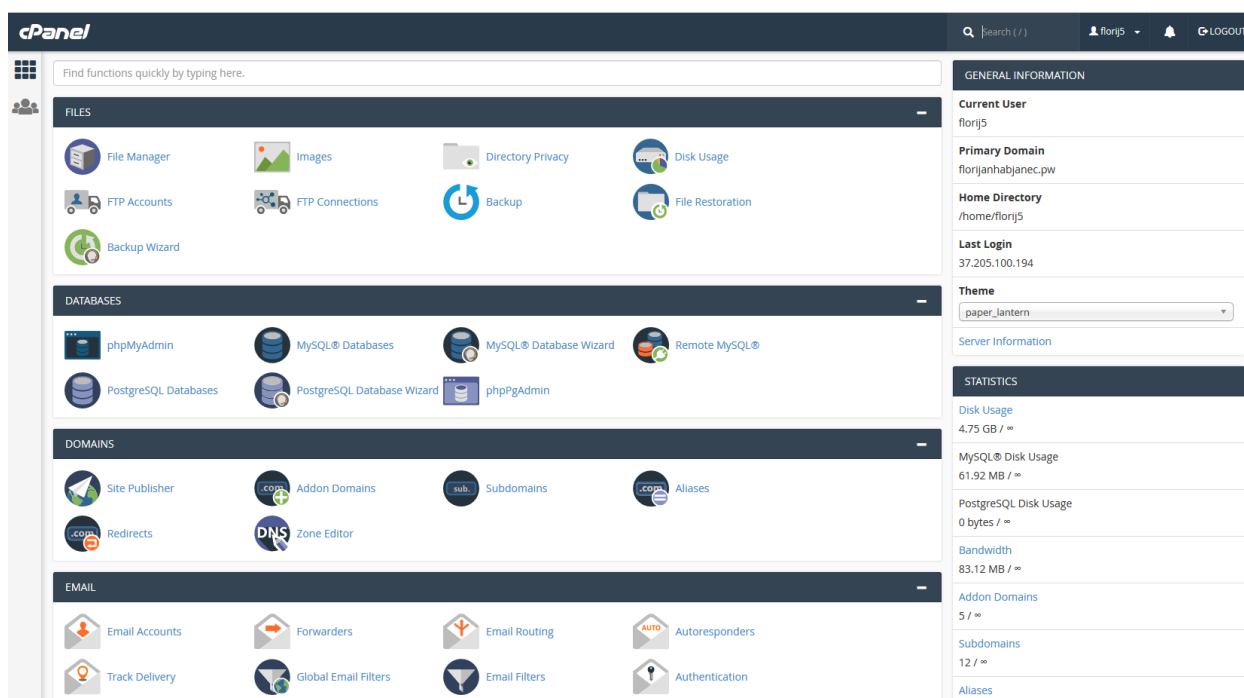 cPanel
Search ( / )
florij5
LOGOUT
Find functions quickly by typing here.
FILES
File Manager
Images
Directory Privacy
Disk Usage
FTP Accounts
FTP Connections
Backup
File Restoration
Backup Wizard
DATABASES
phpMyAdmin
MySQL® Databases
MySQL® Database Wizard
Remote MySQL®
PostgreSQL Databases
PostgreSQL Database Wizard
phpPgAdmin
DOMAINS
Site Publisher
.com
Addon Domains
sub.
Subdomains
.com
Aliases
.com
Redirects
DNS
Zone Editor
EMAIL
Email Accounts
Forwarders
Email Routing
AUTO
Autoresponders
Track Delivery
Global Email Filters
Email Filters
Authentication
GENERAL INFORMATION
Current User
florij5
Primary Domain
florijanhabjanec.pw
Home Directory
/home/florij5
Last Login
37.205.100.194
Theme
paper_lantern
Server Information
STATISTICS
Disk Usage
4.75 GB / ∞
MySQL® Disk Usage
61.92 MB / ∞
PostgreSQL Disk Usage
0 bytes / ∞
Bandwidth
83.12 MB / ∞
Addon Domains
5 / ∞
Subdomains
12 / ∞
Aliases